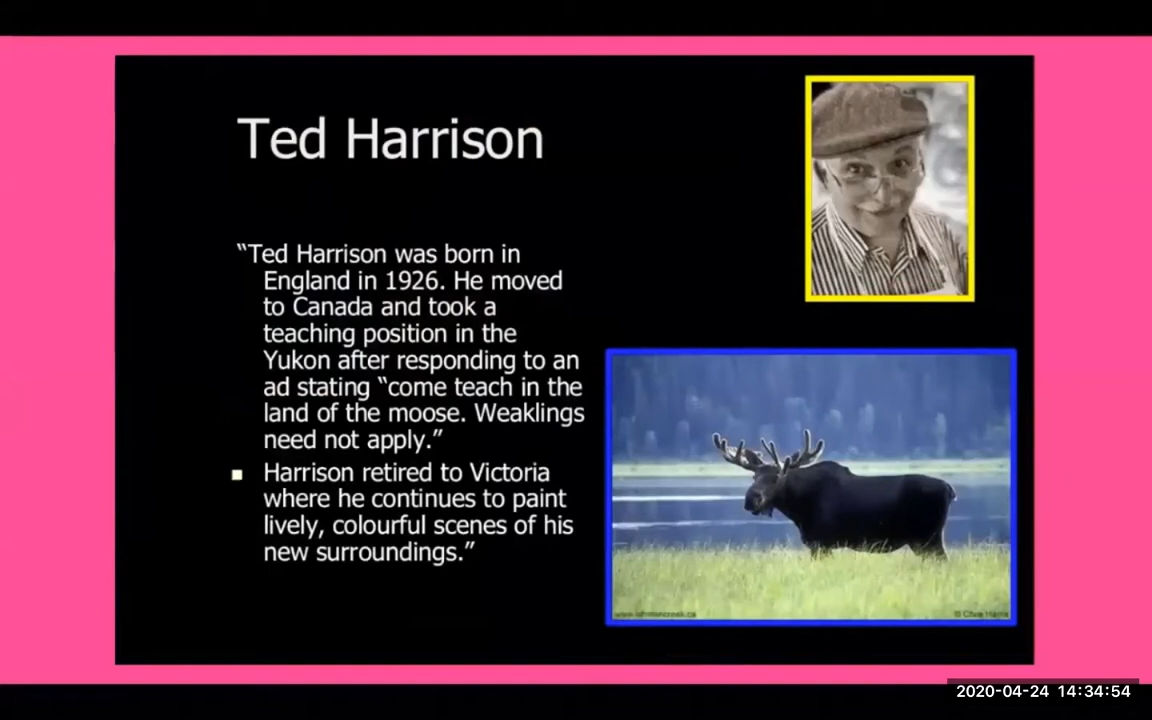 Ted Harrison
“Ted Harrison was born in
England in 1926. He moved
to Canada and took a
teaching position in the
Yukon after responding to an
ad stating “come teach in the
land of the moose. Weaklings
need not apply.”
Harrison retired to Victoria
where he continues to paint
lively, colourful scenes of his
new surroundings.”
2020-04-24 14:34:54